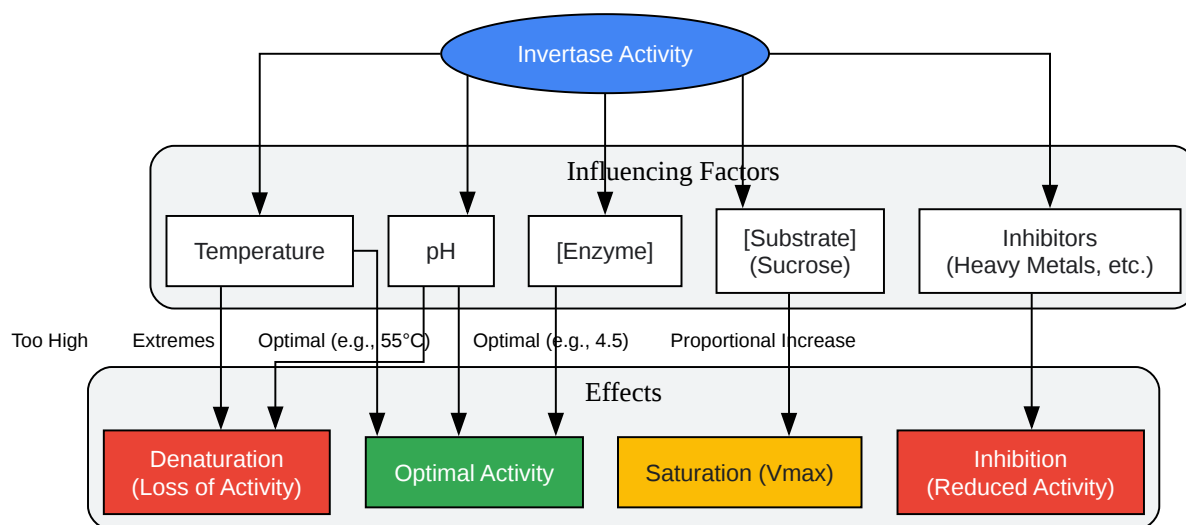 Invertase Activity
Influencing Factors
Temperature
pH
[Enzyme]
[Substrate]
(Sucrose)
Inhibitors
(Heavy Metals, etc.)
Too High
Extremes
Optimal (e.g., 55°C)
Optimal (e.g., 4.5)
Proportional Increase
Effects
Denaturation
(Loss of Activity)
Optimal Activity
Saturation (Vmax)
Inhibition
(Reduced Activity)